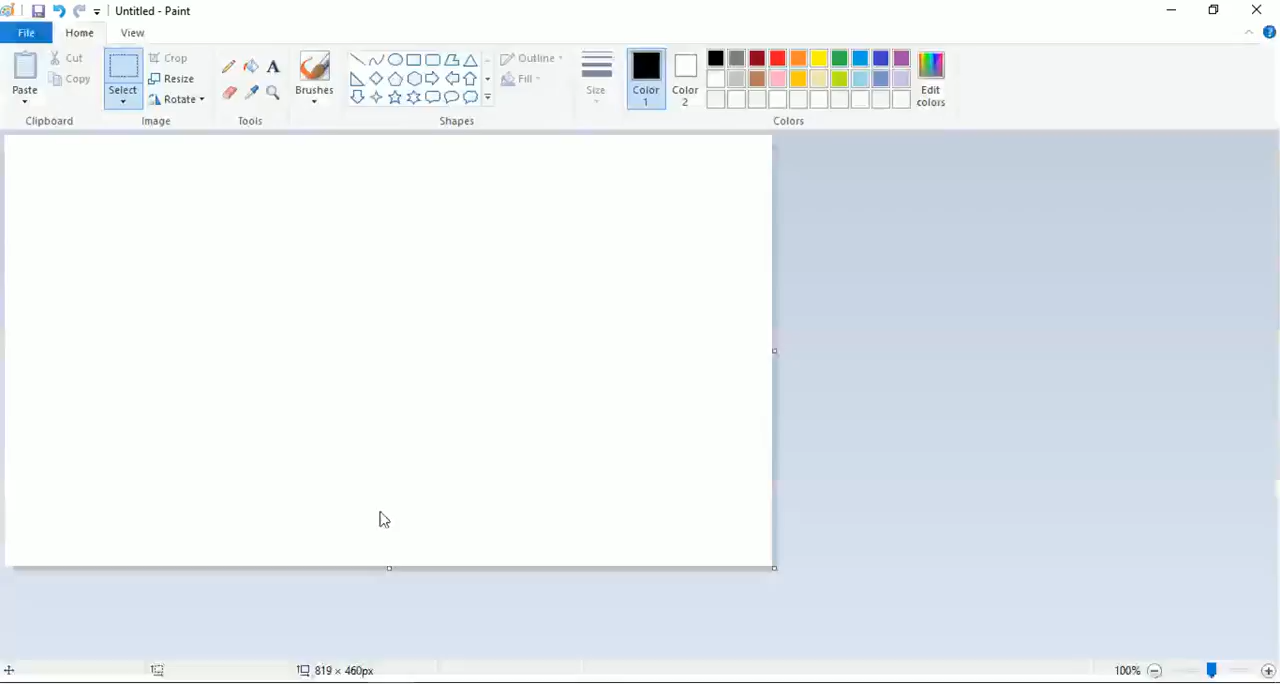 Untitled - Paint
File Home View
Paste Cut Copy Select Crop Resize Rotate Brushes Outline Fill Size Color 1 Color 2 Edit colors
Clipboard Image Tools Shapes Colors
819 × 460px 100%